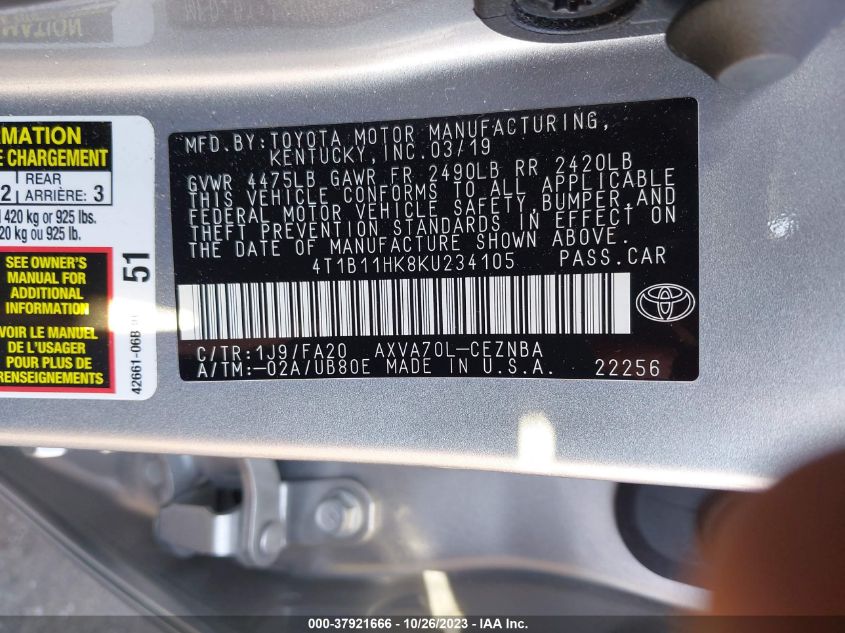 RMATION
E CHARGEMENT
2 REAR
ARRIÈRE: 3
420 kg or 925 lbs.
20 kg ou 925 lb.
SEE OWNER'S
MANUAL FOR
ADDITIONAL
INFORMATION
VOIR LE MANUEL
DE L'USAGER
POUR PLUS DE
RENSEIGNEMENTS
51
42661-06B
MFD.BY:TOYOTA MOTOR MANUFACTURING,
KENTUCKY,INC.03/19
GVWR 4475LB GAWR FR 2490LB RR 2420LB
THIS VEHICLE CONFORMS TO ALL APPLICABLE
FEDERAL MOTOR VEHICLE SAFETY,BUMPER,AND
THEFT PREVENTION STANDARDS IN EFFECT ON
THE DATE OF MANUFACTURE SHOWN ABOVE.
4T1B11HK8KU234105 PASS.CAR
C/TR:1J9/FA20 AXVA70L-CEZNBA
A/TM:-02A/UB80E MADE IN U.S.A. 22256
000-37921666 - 10/26/2023 - IAA Inc.